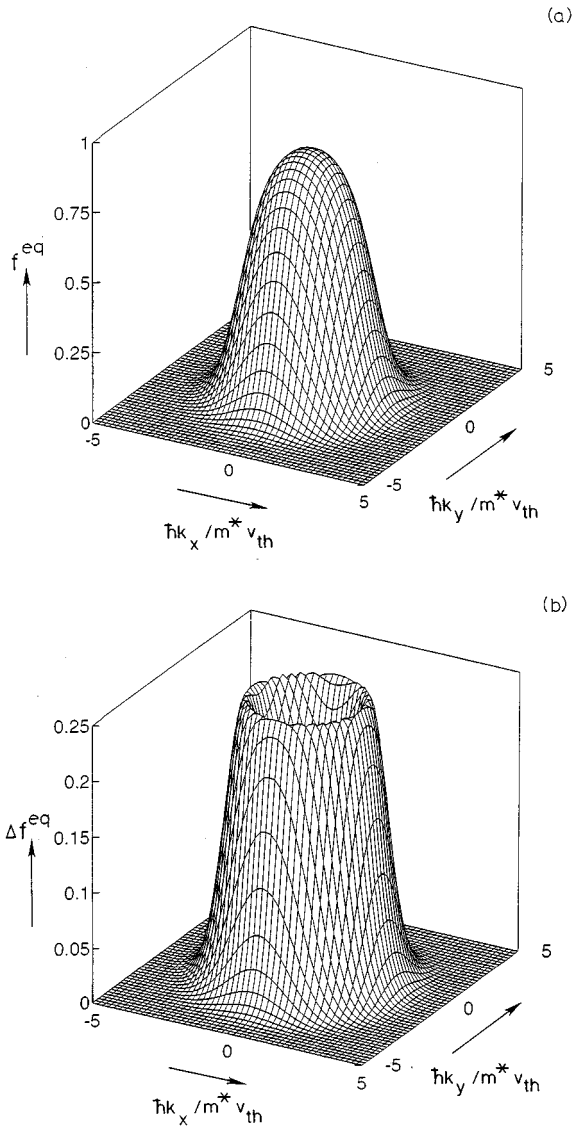 (a)
1
0.75
0.5
0.25
0
f^eq
-5
0
5
ħk_x /m* v_th
-5
0
5
ħk_y /m* v_th
(b)
0.25
0.2
0.15
0.1
0.05
0
Δf^eq
-5
0
5
ħk_x /m* v_th
-5
0
5
ħk_y /m* v_th